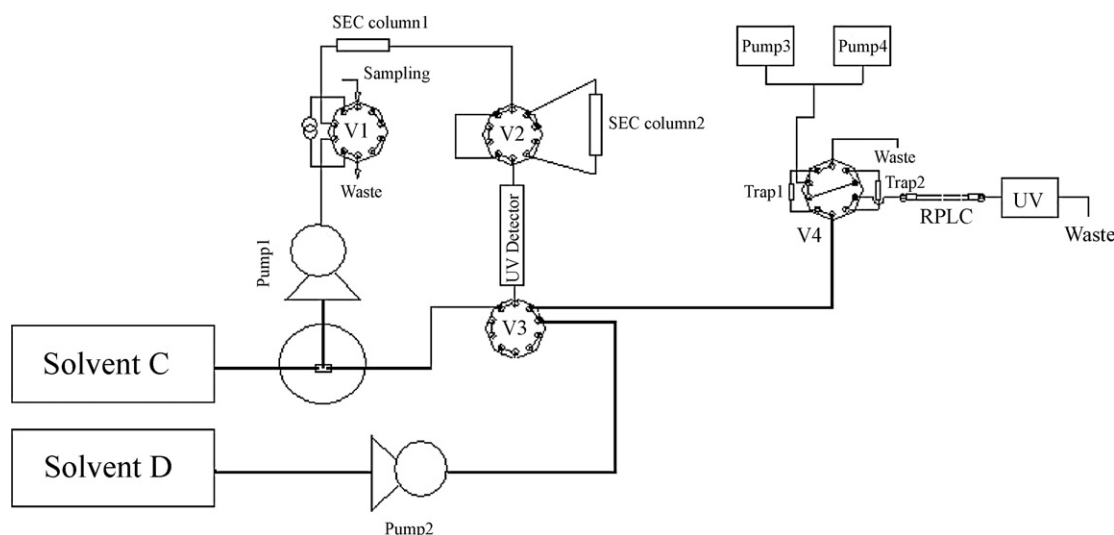 SEC column1
Sampling
V1
Waste
Pump1
V2
SEC column2
UV Detector
V3
Solvent C
Solvent D
Pump2
Pump3
Pump4
Waste
Trap1
Trap2
V4
RPLC
UV
Waste